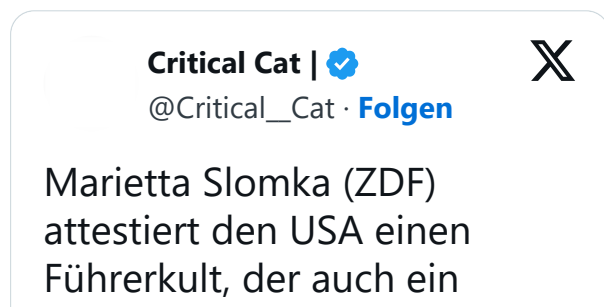 Critical Cat |
@Critical__Cat · Folgen
Marietta Slomka (ZDF)
attestiert den USA einen
Führerkult, der auch ein